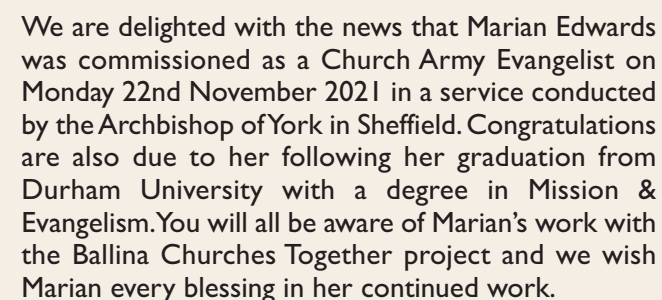 We are delighted with the news that Marian Edwards
was commissioned as a Church Army Evangelist on
Monday 22nd November 2021 in a service conducted
by the Archbishop of York in Sheffield. Congratulations
are also due to her following her graduation from
Durham University with a degree in Mission &
Evangelism. You will all be aware of Marian’s work with
the Ballina Churches Together project and we wish
Marian every blessing in her continued work.